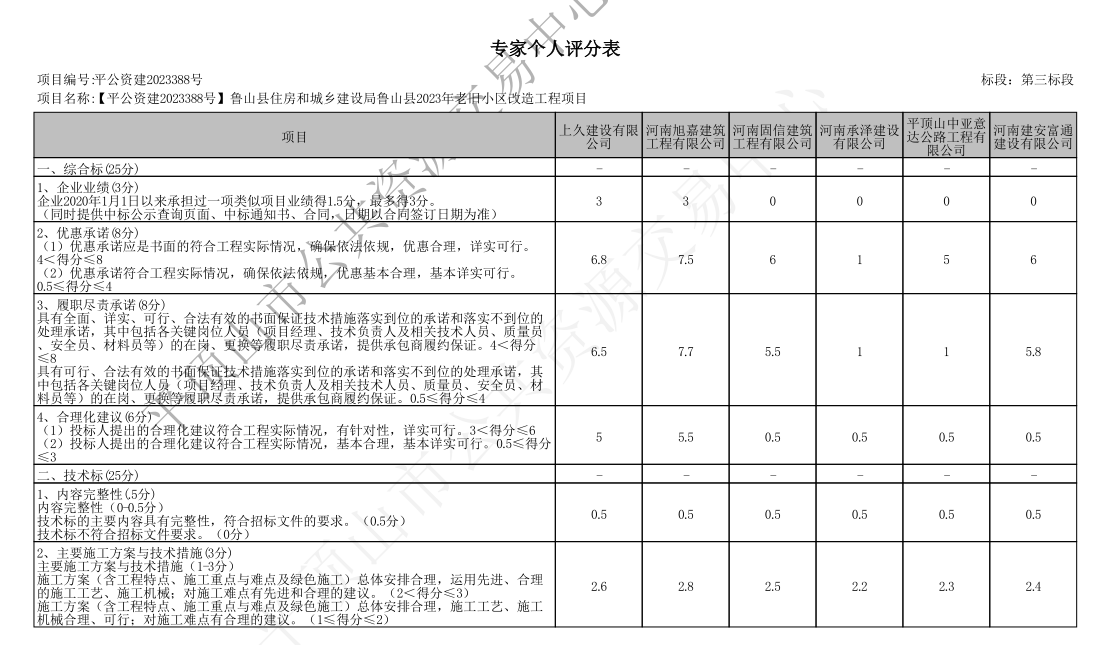 专家个人评分表
项目编号:平公资建2023388号
标段：第三标段
项目名称:【平公资建2023388号】鲁山县住房和城乡建设局鲁山县2023年老旧小区改造工程项目
项目
上久建设有限
公司
河南旭嘉建筑
工程有限公司
河南固信建筑
工程有限公司
河南承泽建设
有限公司
平顶山中亚意
达公路工程有
限公司
河南建安富通
建设有限公司
一、综合标(25分)
— — — — — —
1、企业业绩(3分)
企业2020年1月1日以来承担过一项类似项目业绩得1.5分，最多得3分。
（同时提供中标公示查询页面、中标通知书、合同，日期以合同签订日期为准）
3 3 0 0 0 0
2、优惠承诺(8分)
（1）优惠承诺应是书面的符合工程实际情况，确保依法依规，优惠合理，详实可行。
4＜得分≤8
（2）优惠承诺符合工程实际情况，确保依法依规，优惠基本合理，基本详实可行。
0.5≤得分≤4
6.8 7.5 6 1 5 6
3、履职尽责承诺(8分)
具有全面、详实、可行、合法有效的书面保证技术措施落实到位的承诺和落实不到位的
处理承诺，其中包括各关键岗位人员（项目经理、技术负责人及相关技术人员、质量员
、安全员、材料员等）的在岗、更换等履职尽责承诺，提供承包商履约保证。4＜得分
≤8
具有可行、合法有效的书面保证技术措施落实到位的承诺和落实不到位的处理承诺，其
中包括各关键岗位人员（项目经理、技术负责人及相关技术人员、质量员、安全员、材
料员等）的在岗、更换等履职尽责承诺，提供承包商履约保证。0.5≤得分≤4
6.5 7.7 5.5 1 1 5.8
4、合理化建议(6分)
（1）投标人提出的合理化建议符合工程实际情况，有针对性，详实可行。3＜得分≤6
（2）投标人提出的合理化建议符合工程实际情况，基本合理，基本详实可行。0.5≤得分
≤3
5 5.5 0.5 0.5 0.5 0.5
二、技术标(25分)
— — — — — —
1、内容完整性(.5分)
内容完整性（0-0.5分）
技术标的主要内容具有完整性，符合招标文件的要求。（0.5分）
技术标不符合招标文件要求。（0分）
0.5 0.5 0.5 0.5 0.5 0.5
2、主要施工方案与技术措施(3分)
主要施工方案与技术措施（1-3分）
施工方案（含工程特点、施工重点与难点及绿色施工）总体安排合理，运用先进、合理
的施工工艺、施工机械；对施工难点有先进和合理的建议。（2＜得分≤3）
施工方案（含工程特点、施工重点与难点及绿色施工）总体安排合理，施工工艺、施工
机械合理、可行；对施工难点有合理的建议。（1≤得分≤2）
2.6 2.8 2.5 2.2 2.3 2.4
平顶山市公共资源交易中心
平顶山市公共资源交易中心